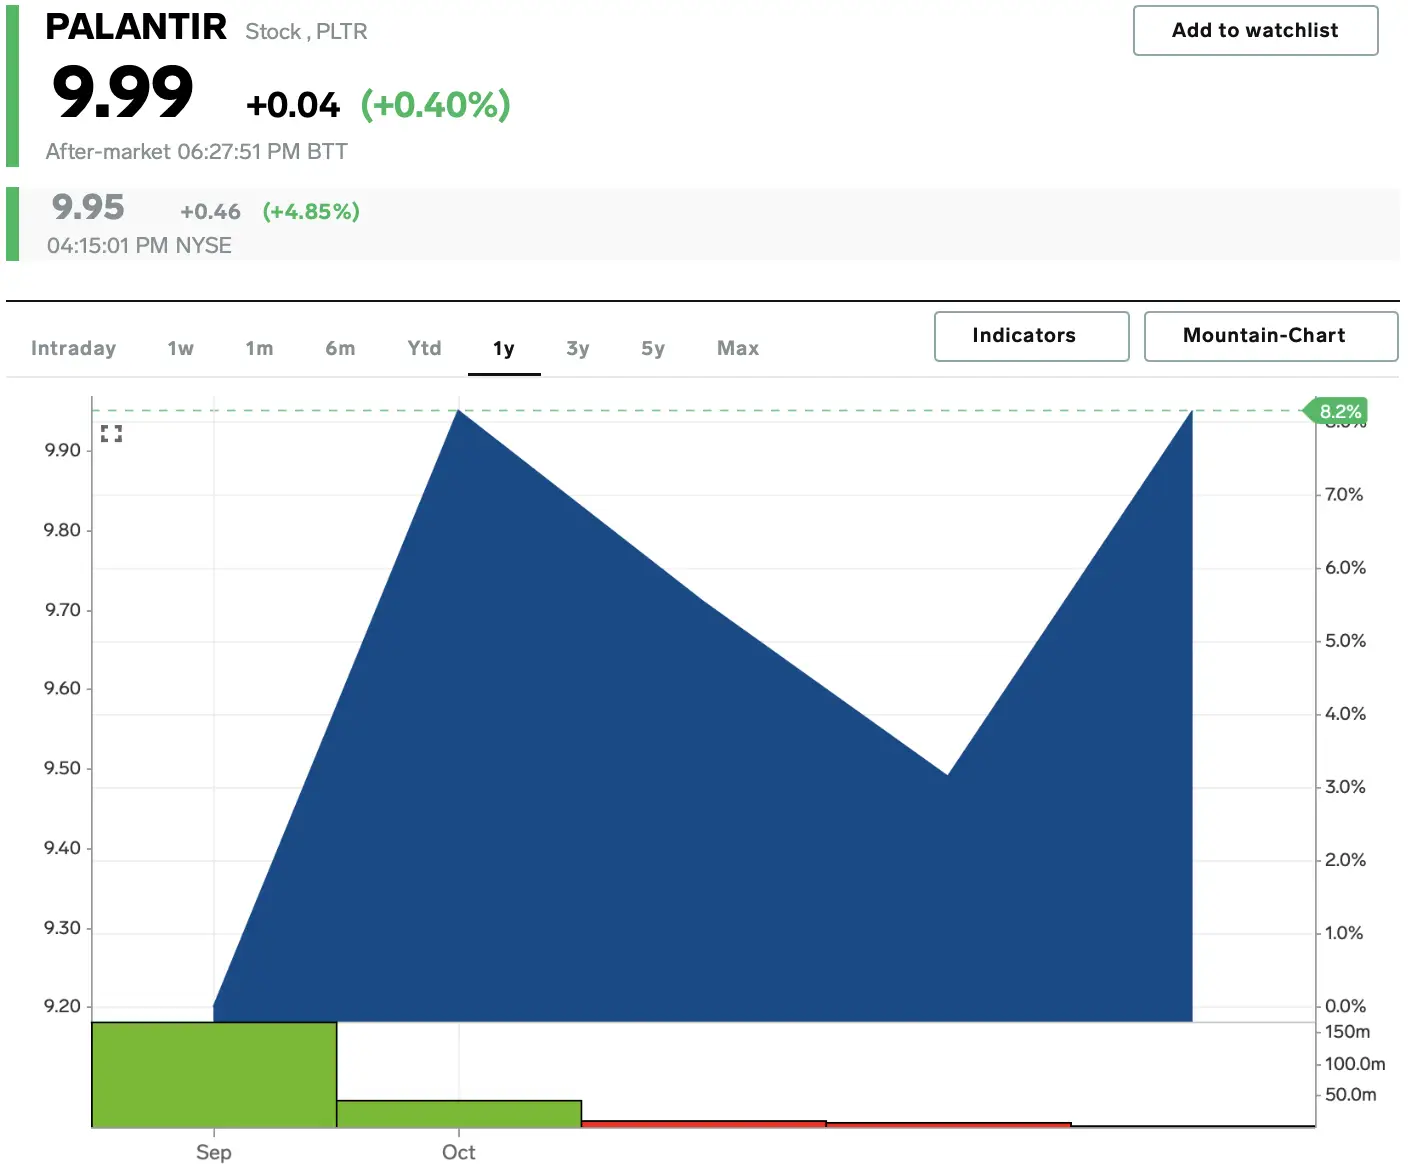 PALANTIR Stock , PLTR
Add to watchlist
9.99 +0.04 (+0.40%)
After-market 06:27:51 PM BTT
9.95 +0.46 (+4.85%)
04:15:01 PM NYSE
Intraday 1w 1m 6m Ytd 1y 3y 5y Max
Indicators
Mountain-Chart
9.90
9.80
9.70
9.60
9.50
9.40
9.30
9.20
8.2%
8.0%
7.0%
6.0%
5.0%
4.0%
3.0%
2.0%
1.0%
0.0%
150m
100.0m
50.0m
Sep Oct